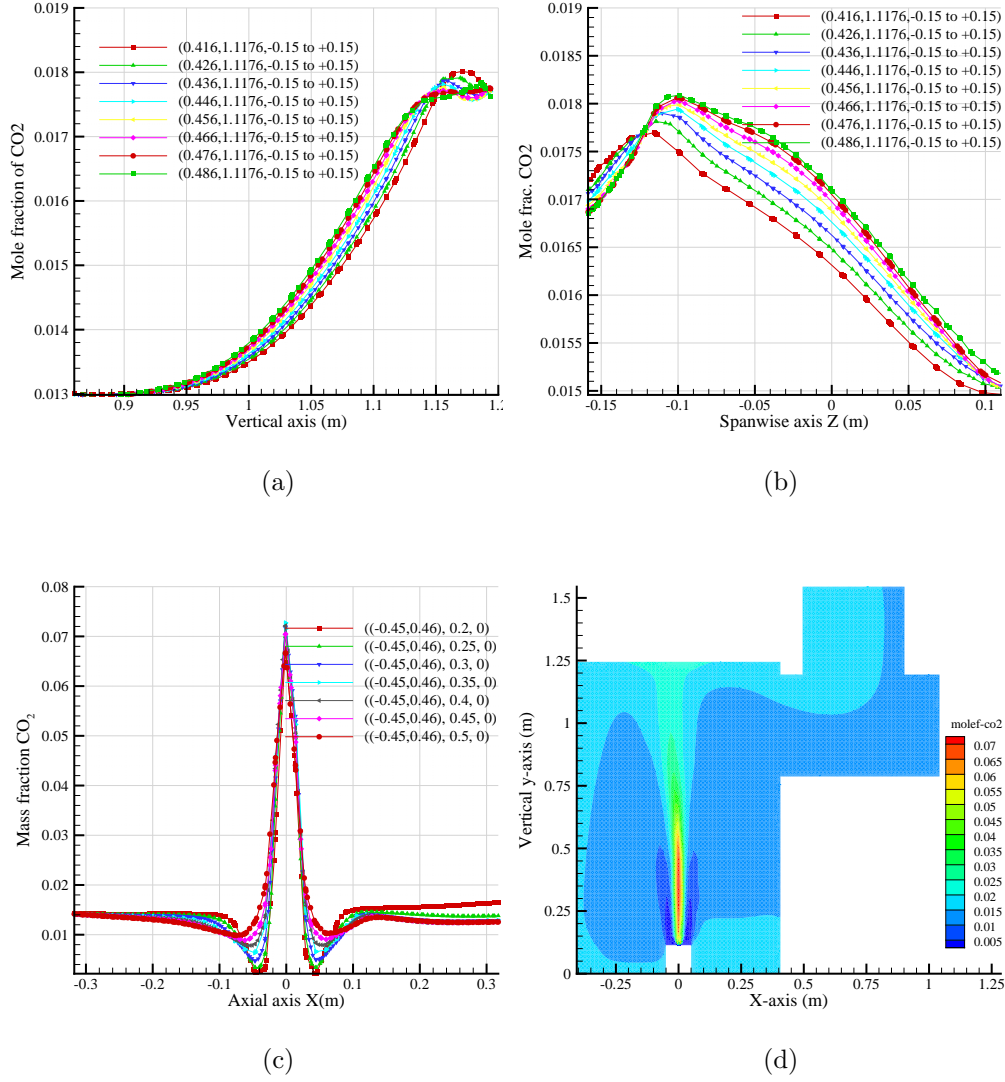 0.019
0.018
0.017
0.016
0.015
0.014
0.013
Mole fraction of CO2
(0.416,1.1176,-0.15 to +0.15)
(0.426,1.1176,-0.15 to +0.15)
(0.436,1.1176,-0.15 to +0.15)
(0.446,1.1176,-0.15 to +0.15)
(0.456,1.1176,-0.15 to +0.15)
(0.466,1.1176,-0.15 to +0.15)
(0.476,1.1176,-0.15 to +0.15)
(0.486,1.1176,-0.15 to +0.15)
0.9 0.95 1 1.05 1.1 1.15 1.2
Vertical axis (m)
(a)
0.019
0.0185
0.018
0.0175
0.017
0.0165
0.016
0.0155
0.015
Mole frac. CO2
(0.416,1.1176,-0.15 to +0.15)
(0.426,1.1176,-0.15 to +0.15)
(0.436,1.1176,-0.15 to +0.15)
(0.446,1.1176,-0.15 to +0.15)
(0.456,1.1176,-0.15 to +0.15)
(0.466,1.1176,-0.15 to +0.15)
(0.476,1.1176,-0.15 to +0.15)
(0.486,1.1176,-0.15 to +0.15)
-0.15 -0.1 -0.05 0 0.05 0.1
Spanwise axis Z (m)
(b)
0.08
0.07
0.06
0.05
0.04
0.03
0.02
0.01
Mass fraction CO2
((-0.45,0.46), 0.2, 0)
((-0.45,0.46), 0.25, 0)
((-0.45,0.46), 0.3, 0)
((-0.45,0.46), 0.35, 0)
((-0.45,0.46), 0.4, 0)
((-0.45,0.46), 0.45, 0)
((-0.45,0.46), 0.5, 0)
-0.3 -0.2 -0.1 0 0.1 0.2 0.3
Axial axis X(m)
(c)
1.5
1.25
1
0.75
0.5
0.25
0
Vertical y-axis (m)
molef-co2
0.07
0.065
0.06
0.055
0.05
0.045
0.04
0.035
0.03
0.025
0.02
0.015
0.01
0.005
-0.25 0 0.25 0.5 0.75 1 1.25
X-axis (m)
(d)